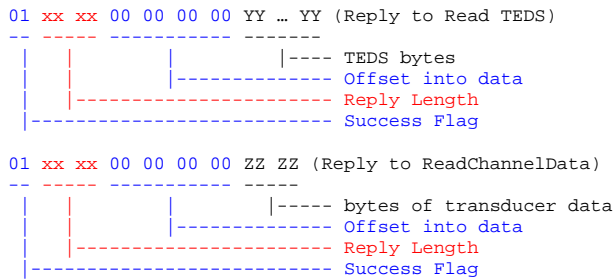 01 xx xx 00 00 00 00 YY … YY (Reply to Read TEDS)
-- ----- ----------- -------
| | | |---- TEDS bytes
| | |-------------- Offset into data
| |----------------------- Reply Length
|--------------------------- Success Flag
01 xx xx 00 00 00 00 ZZ ZZ (Reply to ReadChannelData)
-- ----- ----------- -----
| | | |----- bytes of transducer data
| | |-------------- Offset into data
| |----------------------- Reply Length
|--------------------------- Success Flag